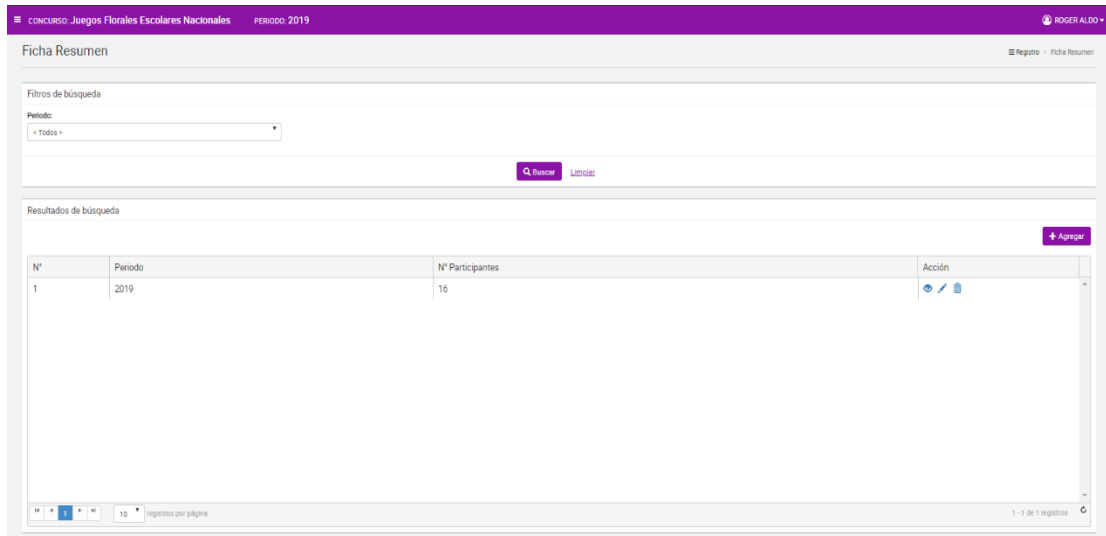 CONCURSO: Juegos Florales Escolares Nacionales PERIODO: 2019 ROGER ALDO
Ficha Resumen Registro > Ficha Resumen
Filtros de búsqueda
Periodo:
< Todos >
Buscar Limpiar
Resultados de búsqueda
+ Agregar
N° Periodo N° Participantes Acción
1 2019 16
1 10 registros por página 1 - 1 de 1 registros